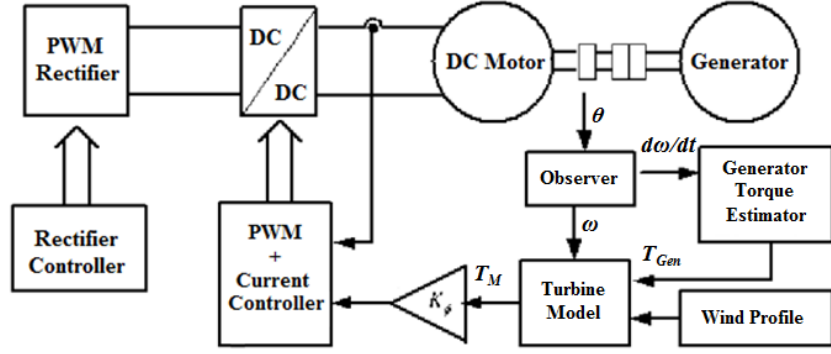 PWM
Rectifier
DC
DC
DC Motor
Generator
θ
dω/dt
Observer
Generator
Torque
Estimator
ω
T_Gen
Rectifier
Controller
PWM
+
Current
Controller
K_ϕ
T_M
Turbine
Model
Wind Profile